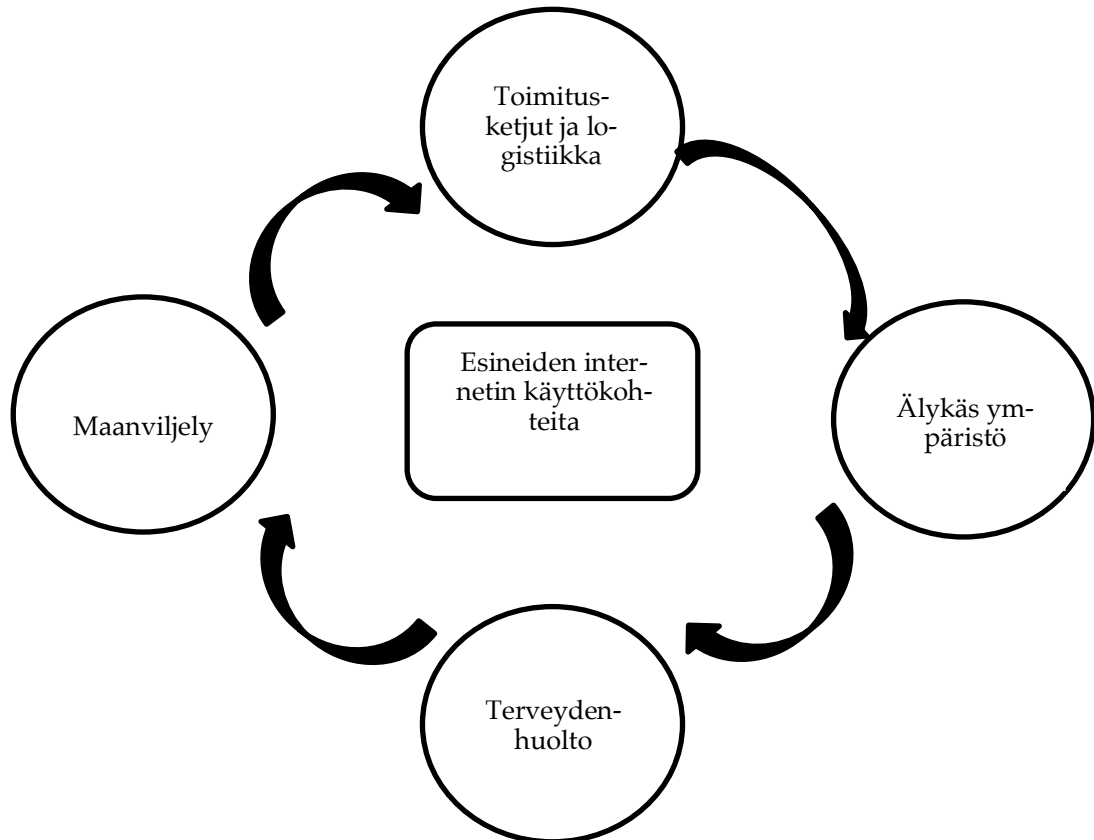 Toimitus-
ketjut ja lo-
gistiikka
Esineiden inter-
netin käyttökoh-
teita
Maanviljely
Älykäs ym-
päristö
Terveyden-
huolto